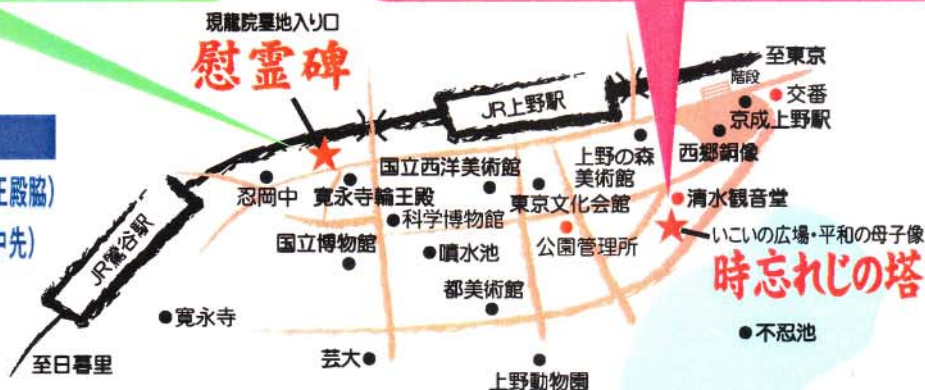 現龍院墓地入り口
慰霊碑
至東京
階段
交番
JR上野駅
京成上野駅
西郷銅像
上野の森
美術館
国立西洋美術館
王殿脇)
忍岡中
寛永寺輪王殿
東京文化会館
清水観音堂
科学博物館
いこいの広場・平和の母子像
中先)
国立博物館
噴水池
公園管理所
時忘れじの塔
JR鶯谷駅
都美術館
寛永寺
不忍池
至日暮里
芸大
上野動物園